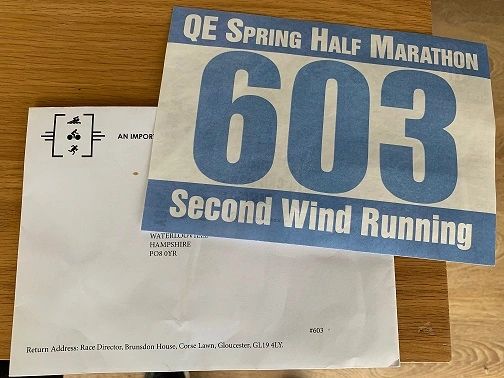 QE Spring Half Marathon
603
Second Wind Running
AN IMPOR
HAMPSHIRE
PO8 0YR
#603
Return Address: Race Director, Brunsdon House, Corse Lawn, Gloucester, GL19 4LY.